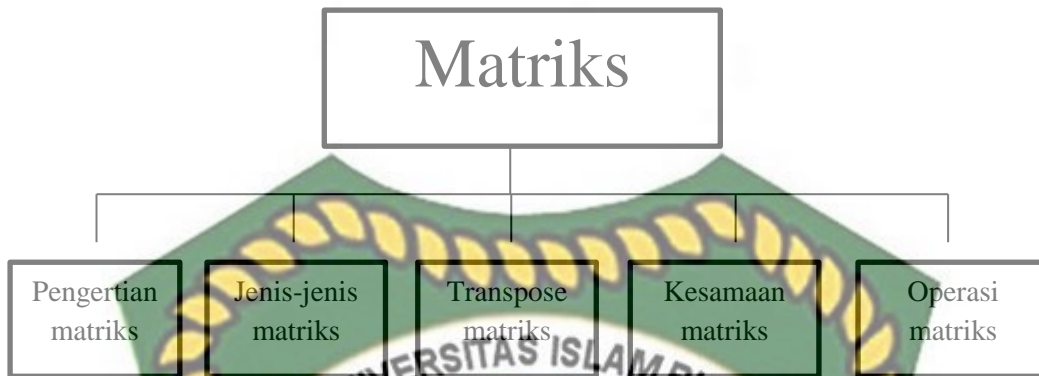 Matriks
Pengertian
matriks
Jenis-jenis
matriks
Transpose
matriks
Kesamaan
matriks
Operasi
matriks